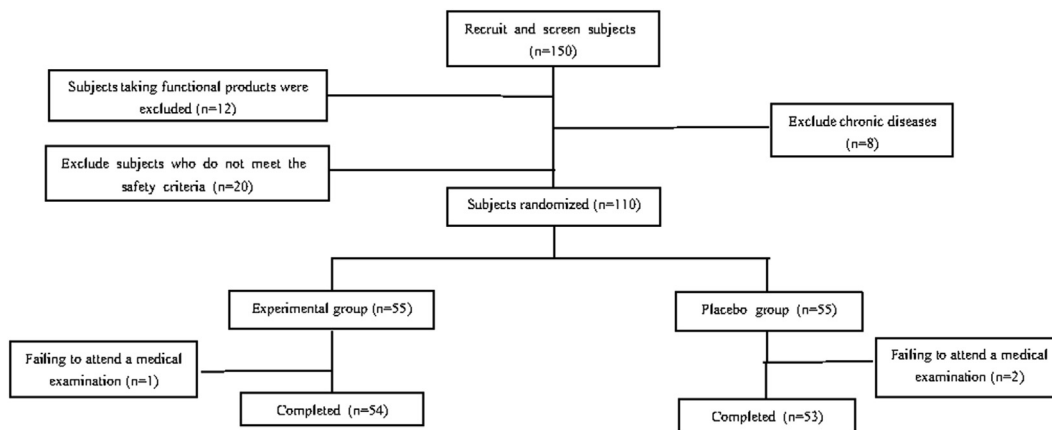 Recruit and screen subjects
(n=150)
Subjects taking functional products were
excluded (n=12)
Exclude chronic diseases
(n=8)
Exclude subjects who do not meet the
safety criteria (n=20)
Subjects randomized (n=110)
Experimental group (n=55)
Placebo group (n=55)
Failing to attend a medical
examination (n=1)
Failing to attend a medical
examination (n=2)
Completed (n=54)
Completed (n=53)